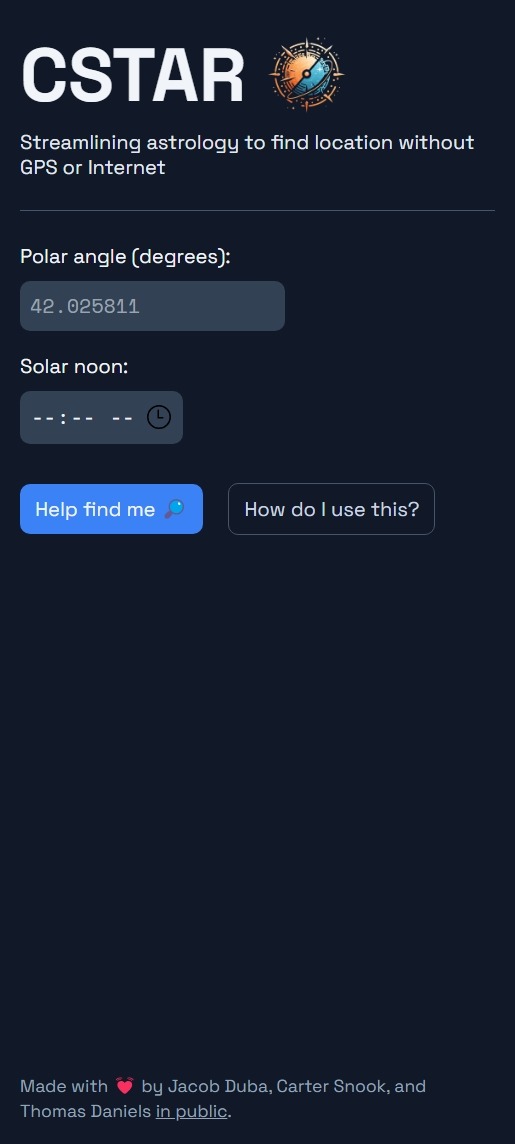 CSTAR
Streamlining astrology to find location without
GPS or Internet
Polar angle (degrees):
42.025811
Solar noon:
--:-- --
Help find me
How do I use this?
Made with 💓 by Jacob Duba, Carter Snook, and
Thomas Daniels in public.